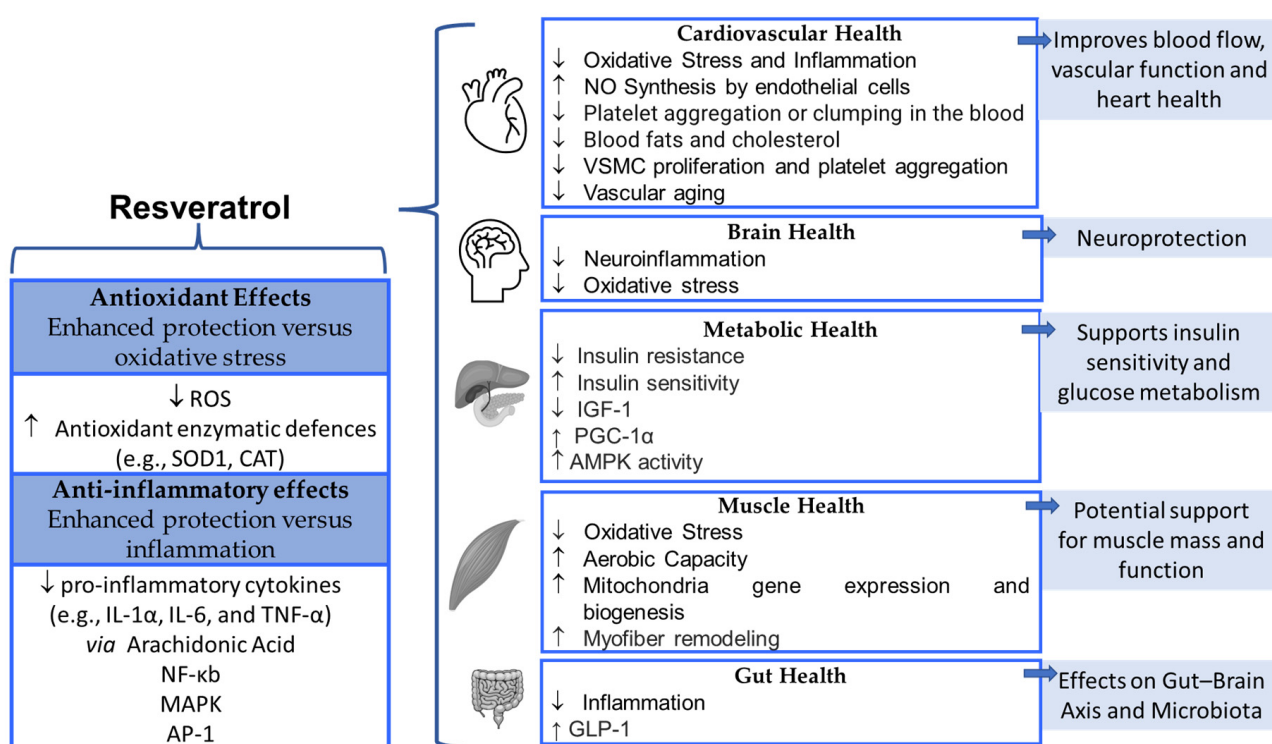 Resveratrol
Antioxidant Effects
Enhanced protection versus
oxidative stress
↓ ROS
↑ Antioxidant enzymatic defences
(e.g., SOD1, CAT)
Anti-inflammatory effects
Enhanced protection versus
inflammation
↓ pro-inflammatory cytokines
(e.g., IL-1α, IL-6, and TNF-α)
via Arachidonic Acid
NF-κb
MAPK
AP-1
Cardiovascular Health
↓ Oxidative Stress and Inflammation
↑ NO Synthesis by endothelial cells
↓ Platelet aggregation or clumping in the blood
↓ Blood fats and cholesterol
↓ VSMC proliferation and platelet aggregation
↓ Vascular aging
Improves blood flow,
vascular function and
heart health
Brain Health
↓ Neuroinflammation
↓ Oxidative stress
Neuroprotection
Metabolic Health
↓ Insulin resistance
↑ Insulin sensitivity
↓ IGF-1
↑ PGC-1α
↑ AMPK activity
Supports insulin
sensitivity and
glucose metabolism
Muscle Health
↓ Oxidative Stress
↑ Aerobic Capacity
↑ Mitochondria gene expression and
biogenesis
↑ Myofiber remodeling
Potential support
for muscle mass and
function
Gut Health
↓ Inflammation
↑ GLP-1
Effects on Gut–Brain
Axis and Microbiota